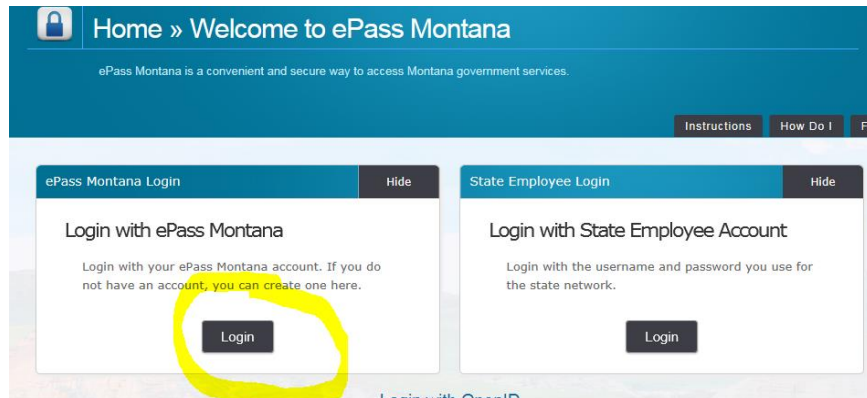 Home » Welcome to ePass Montana
ePass Montana is a convenient and secure way to access Montana government services.
Instructions
How Do I
F
ePass Montana Login
Hide
Login with ePass Montana
Login with your ePass Montana account. If you do
not have an account, you can create one here.
Login
State Employee Login
Hide
Login with State Employee Account
Login with the username and password you use for
the state network.
Login
Login with OpenID